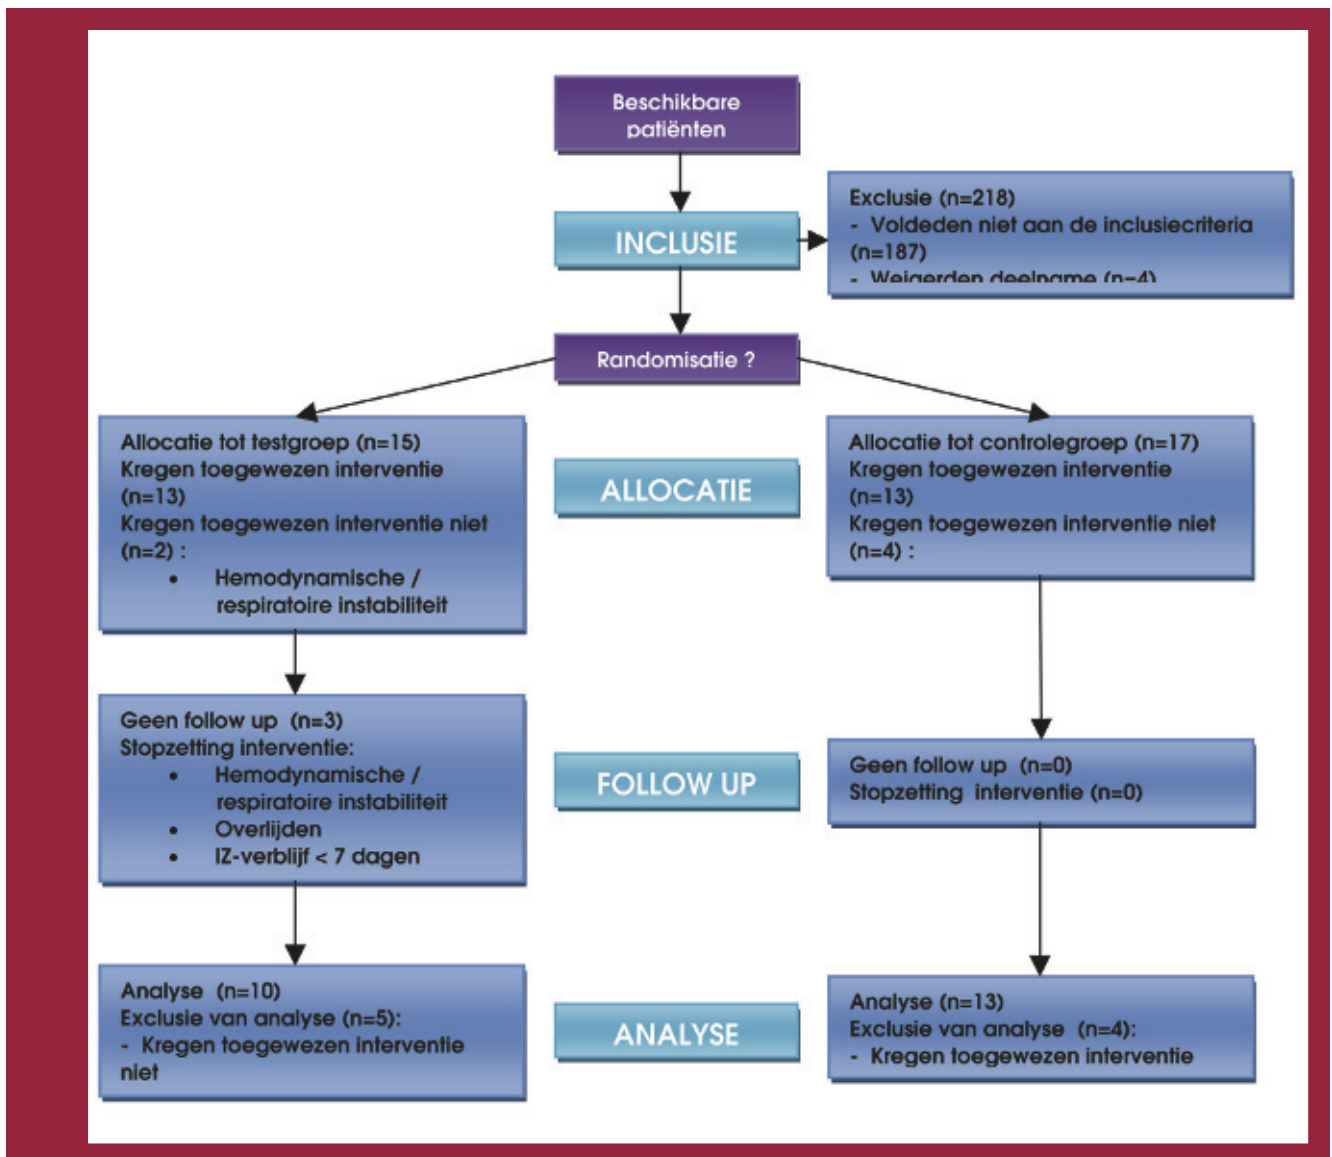 Beschikbare
patiënten
INCLUSIE
Exclusie (n=218)
- Voldeden niet aan de inclusiecriteria
(n=187)
- Weigerden deelname (n=4)
Randomisatie ?
Allocatie tot testgroep (n=15)
Kregen toegewezen interventie
(n=13)
Kregen toegewezen interventie niet
(n=2) :
• Hemodynamische /
respiratoire instabiliteit
ALLOCATIE
Allocatie tot controlegroep (n=17)
Kregen toegewezen interventie
(n=13)
Kregen toegewezen interventie niet
(n=4) :
Geen follow up (n=3)
Stopzetting interventie:
• Hemodynamische /
respiratoire instabiliteit
• Overlijden
• IZ-verblijf < 7 dagen
FOLLOW UP
Geen follow up (n=0)
Stopzetting interventie (n=0)
Analyse (n=10)
Exclusie van analyse (n=5):
- Kregen toegewezen interventie
niet
ANALYSE
Analyse (n=13)
Exclusie van analyse (n=4):
- Kregen toegewezen interventie